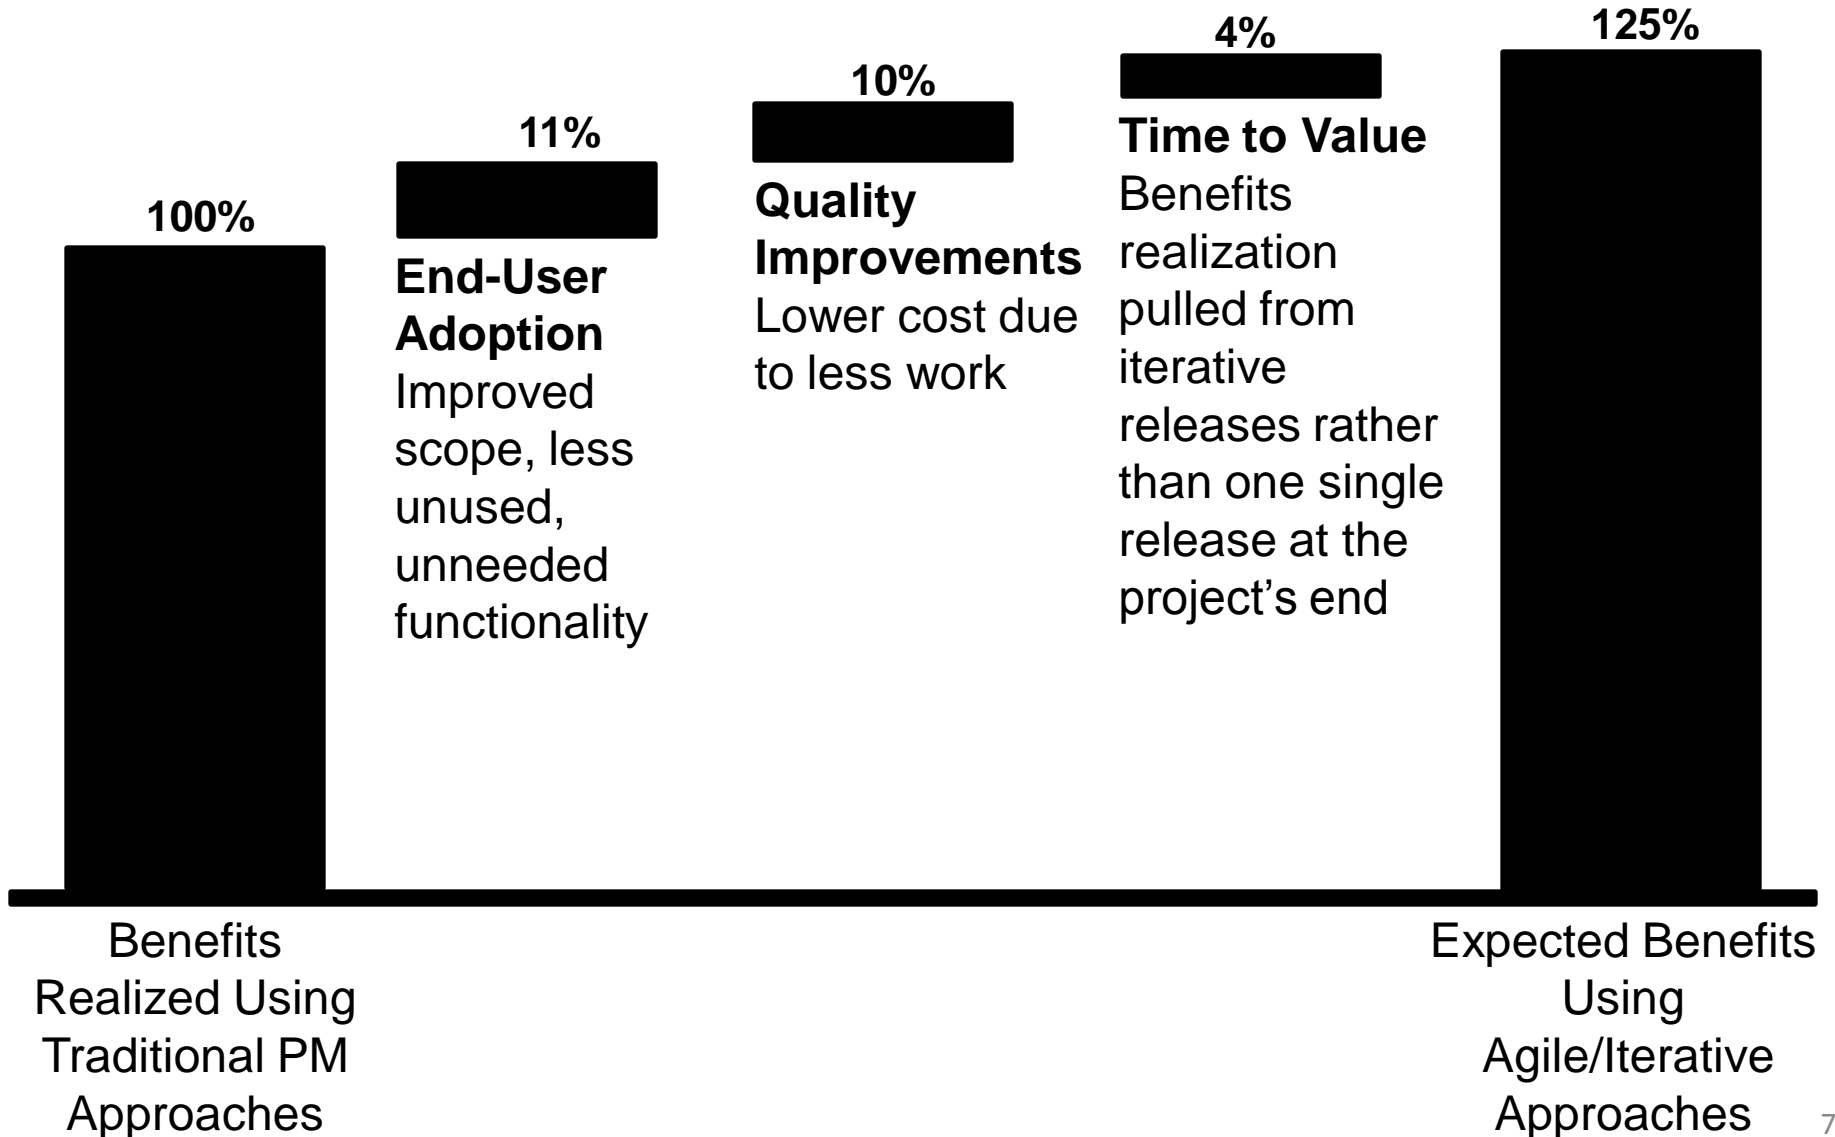 100%
11%
End-User
Adoption
Improved
scope, less
unused,
unneeded
functionality
10%
Quality
Improvements
Lower cost due
to less work
4%
Time to Value
Benefits
realization
pulled from
iterative
releases rather
than one single
release at the
project’s end
125%
Benefits
Realized Using
Traditional PM
Approaches
Expected Benefits
Using
Agile/Iterative
Approaches
7